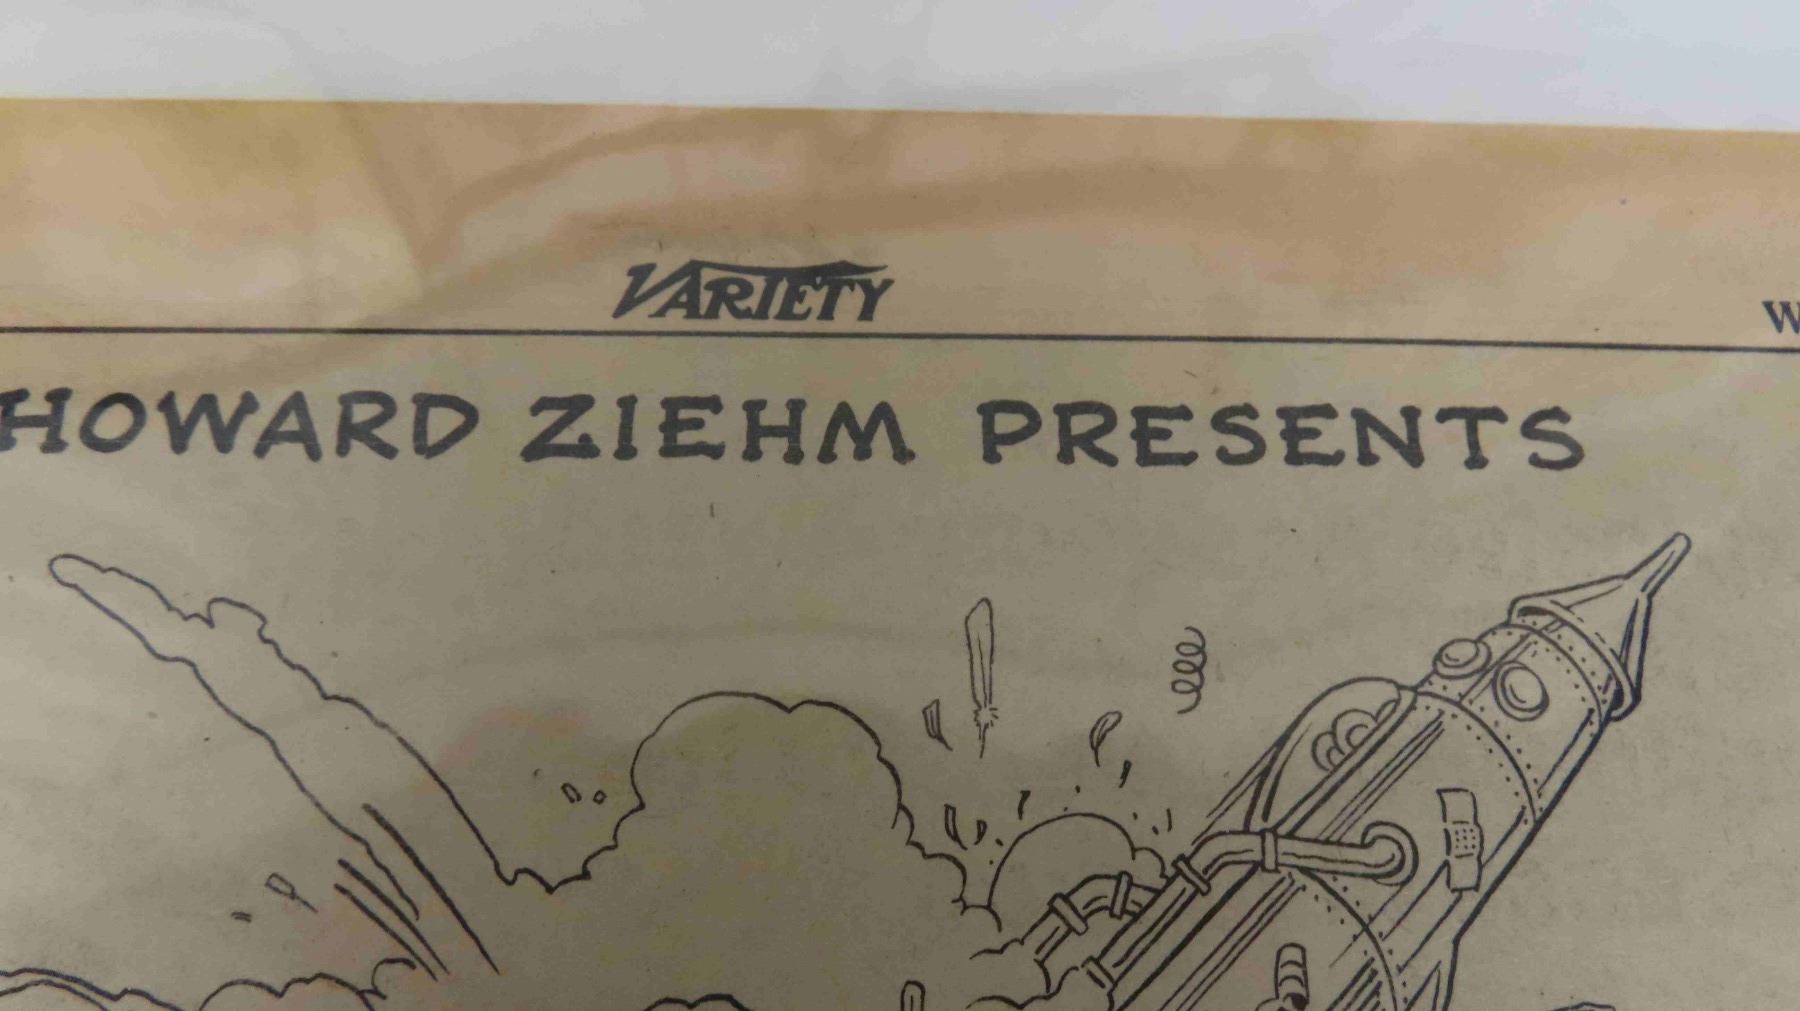 VARIETY
W
HOWARD ZIEHM PRESENTS